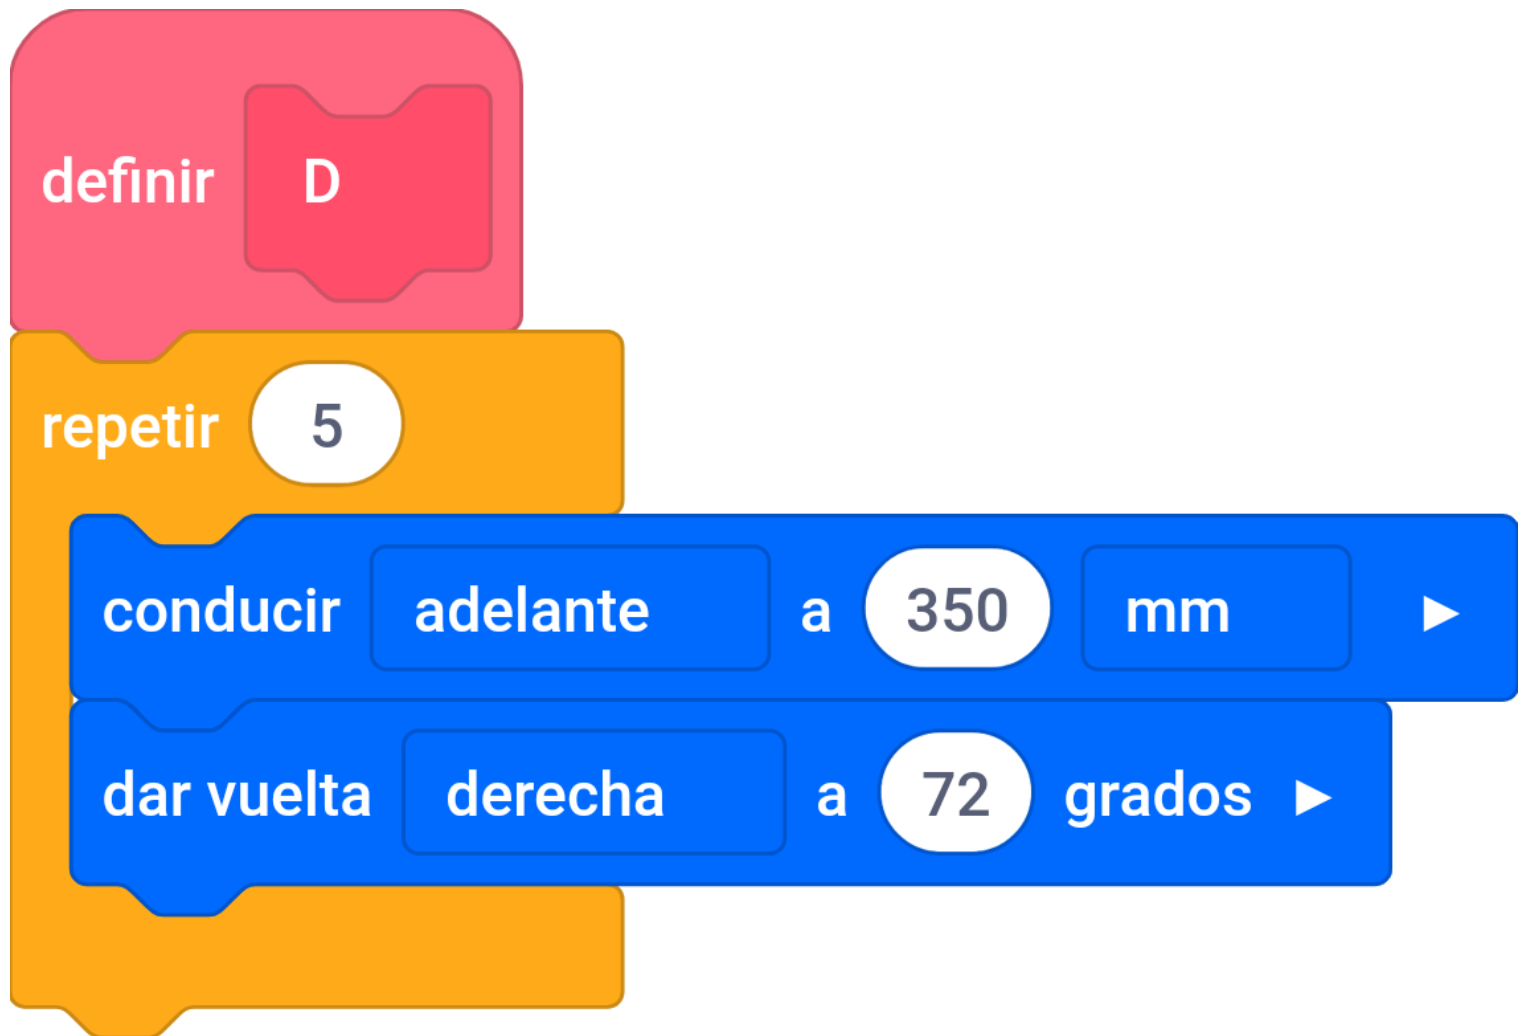 definir D
repetir 5
conducir adelante a 350 mm ▶
dar vuelta derecha a 72 grados ▶